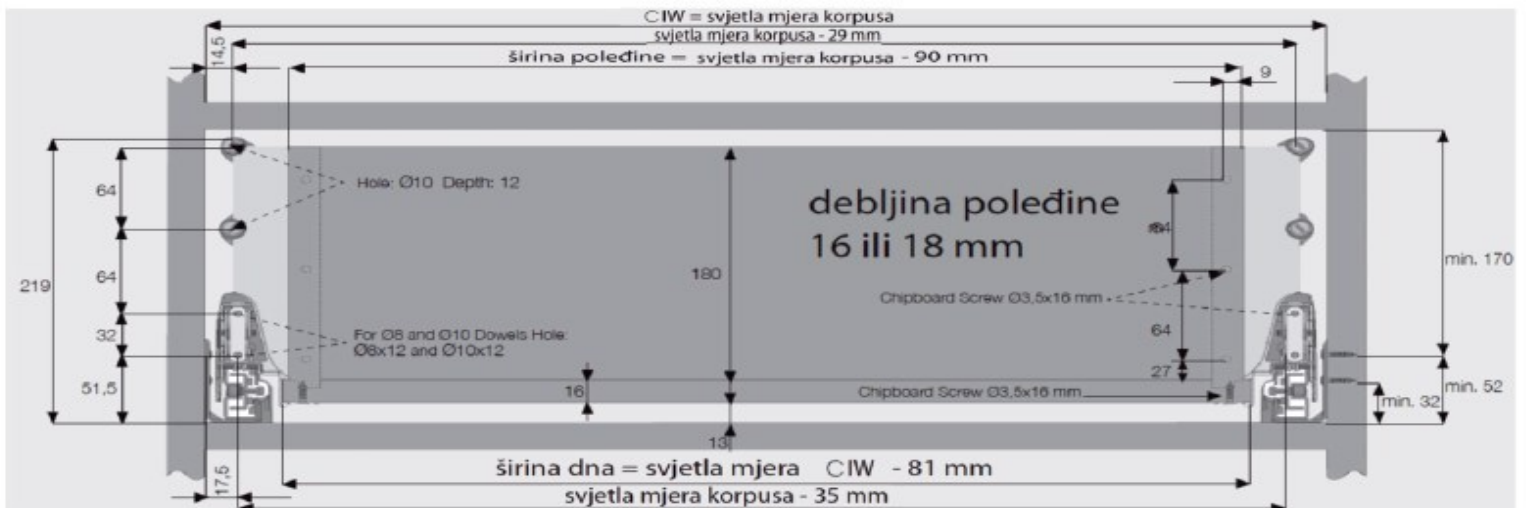 CIW = svjetla mjera korpusa
svjetla mjera korpusa - 29 mm
14,5
širina poleđine = svjetla mjera korpusa - 90 mm
9
64
Hole: Ø10 Depth: 12
debljina poleđine
16 ili 18 mm
64
219
64
180
min. 170
Chipboard Screw Ø3,5x16 mm
32
For Ø8 and Ø10 Dowels Hole:
Ø8x12 and Ø10x12
64
27
51,5
16
Chipboard Screw Ø3,5x16 mm
min. 52
min. 32
13
širina dna = svjetla mjera CIW - 81 mm
17,5
svjetla mjera korpusa - 35 mm